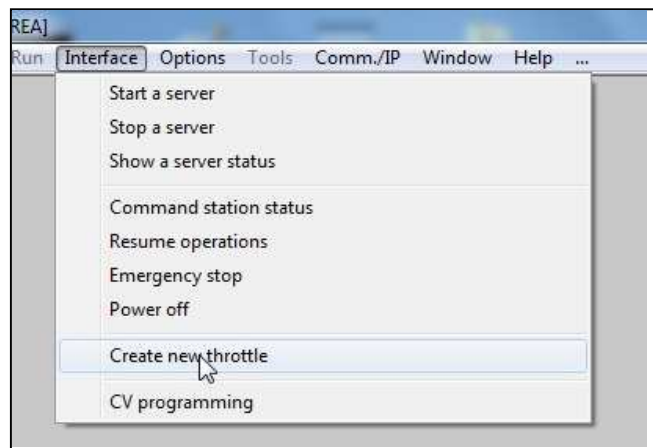 REA]
Run Interface Options Tools Comm./IP Window Help ...
Start a server
Stop a server
Show a server status
Command station status
Resume operations
Emergency stop
Power off
Create new throttle
CV programming